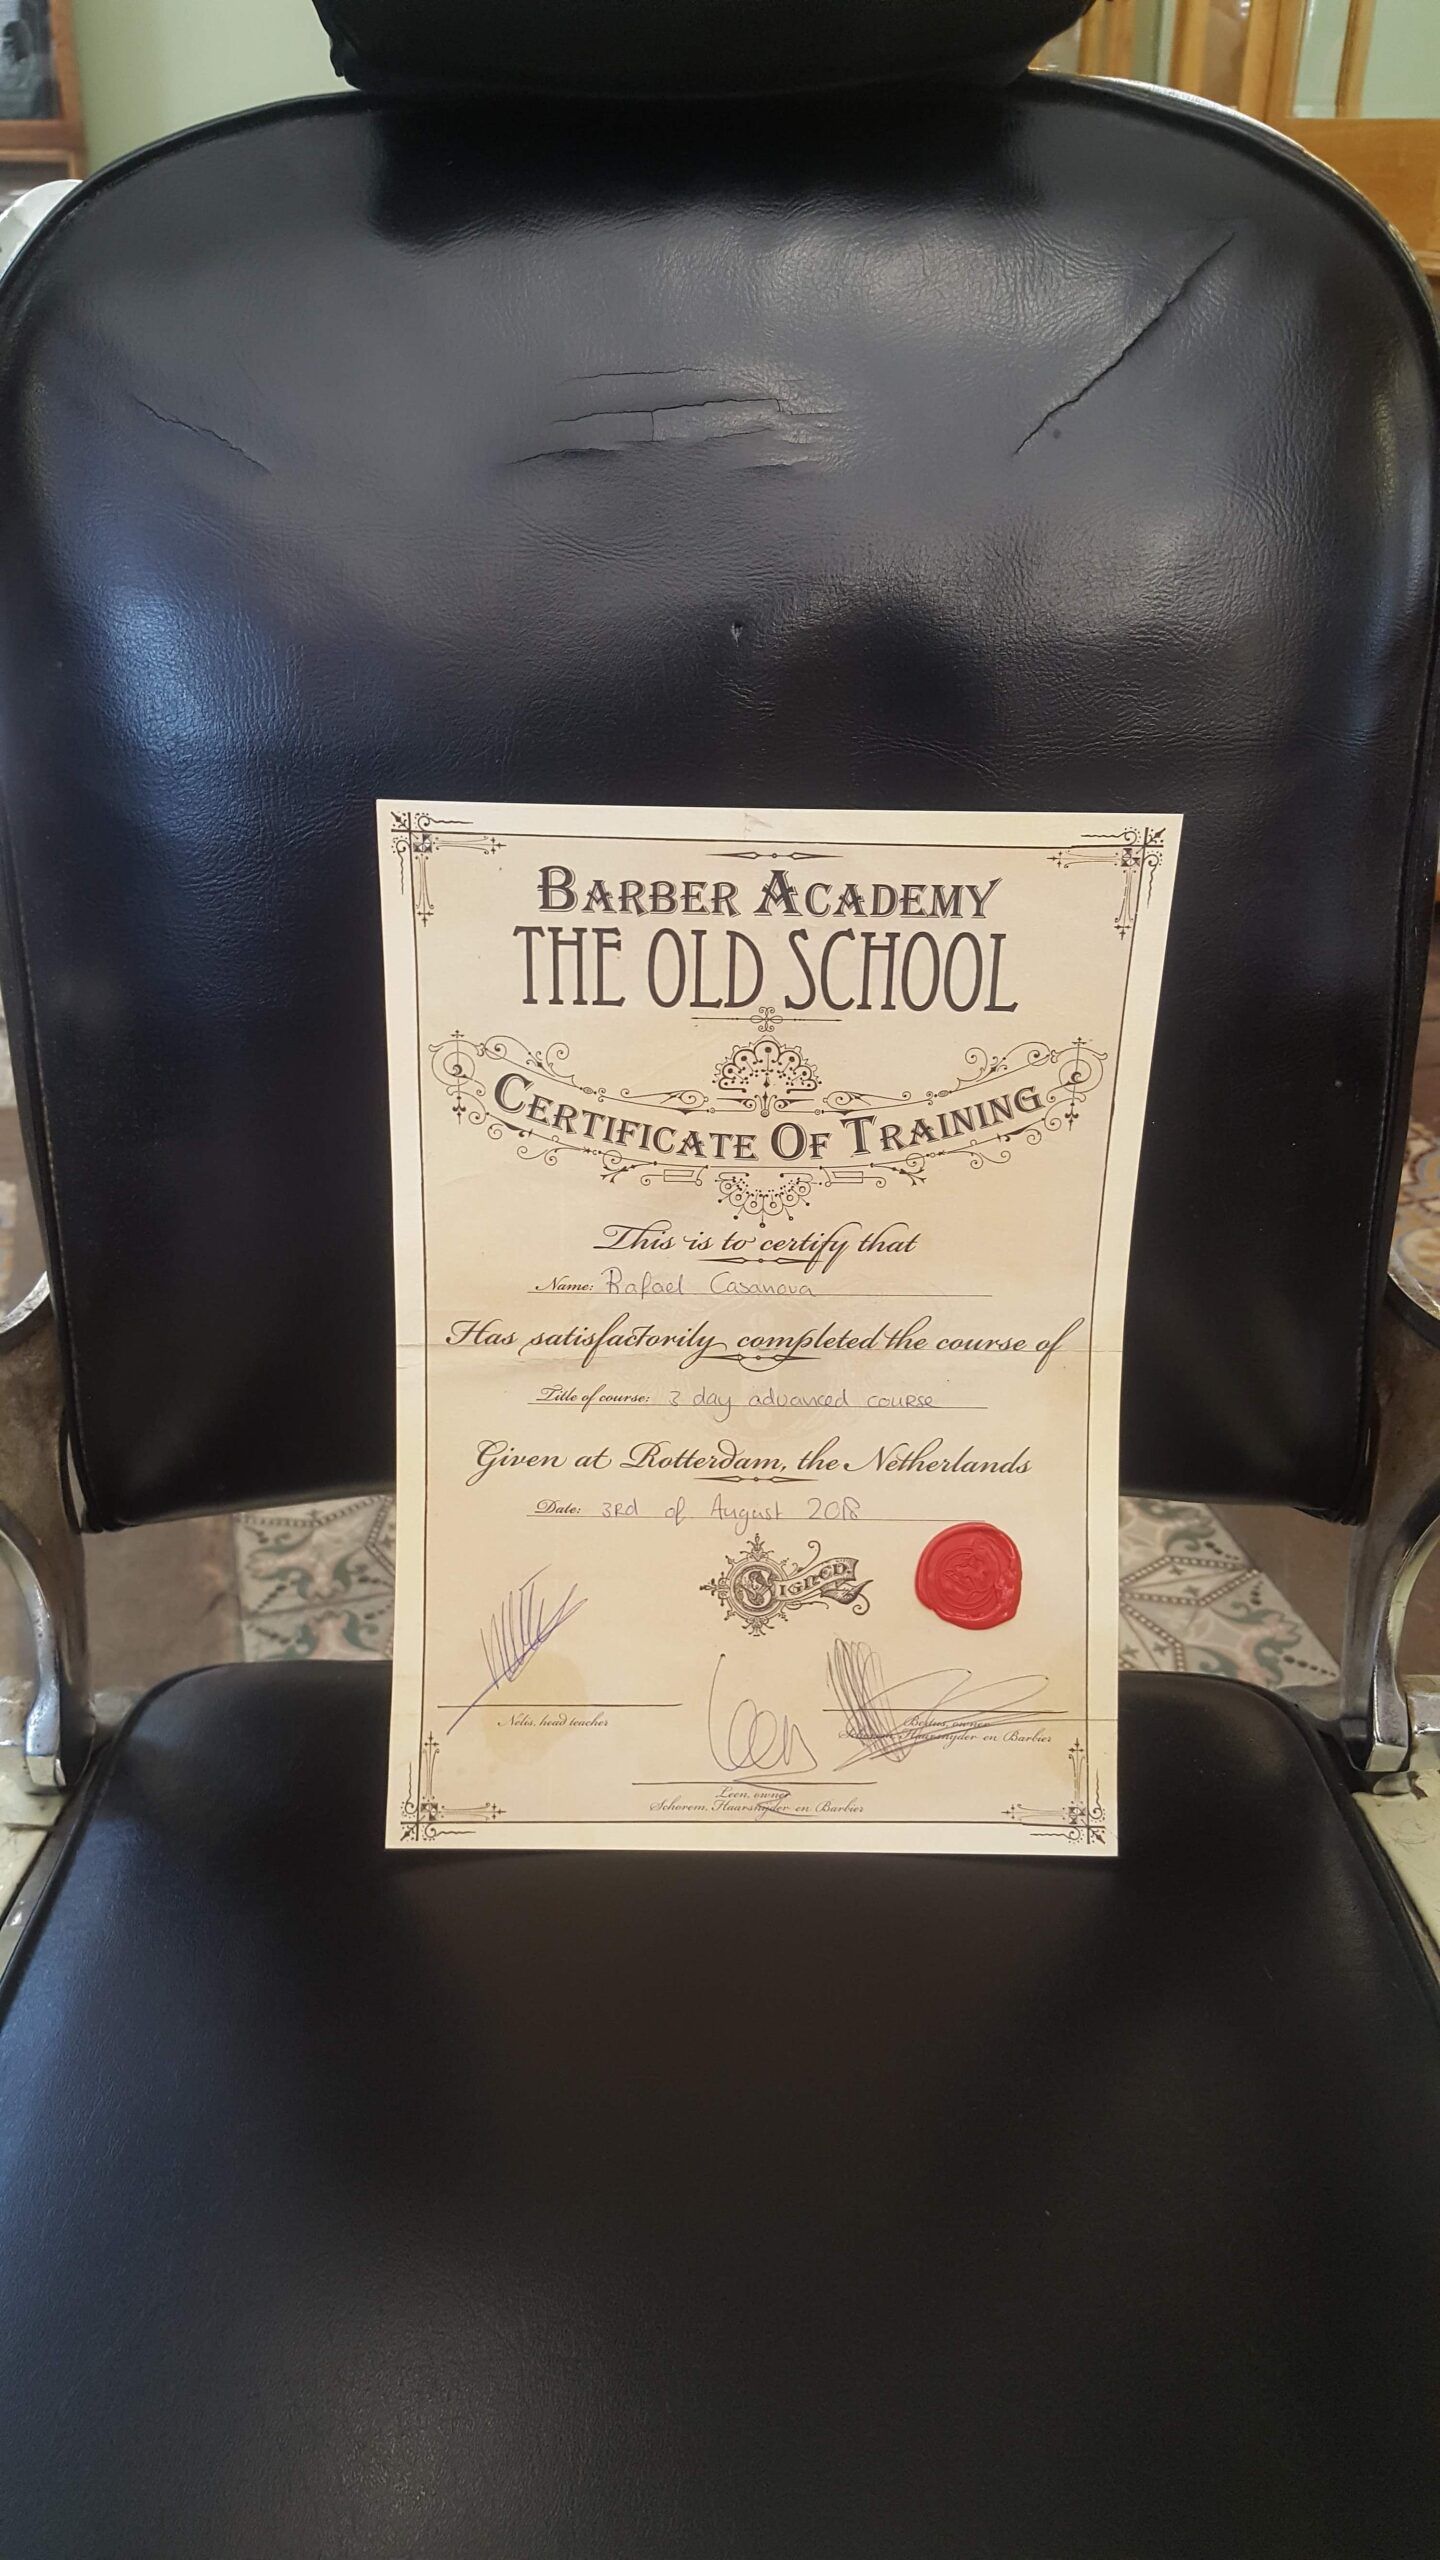 BARBER ACADEMY
THE OLD SCHOOL
CERTIFICATE OF TRAINING
This is to certify that
Name: Rafael Casanova
Has satisfactorily completed the course of
Title of course: 3 day advanced course
Given at Rotterdam, the Netherlands
Date: 3rd of August 2018
SIGNED
Nelis, head teacher
Bertus, owner
Schorem, Haarsnyder en Barbier
Leen
Leen, owner
Schorem, Haarsnyder en Barbier